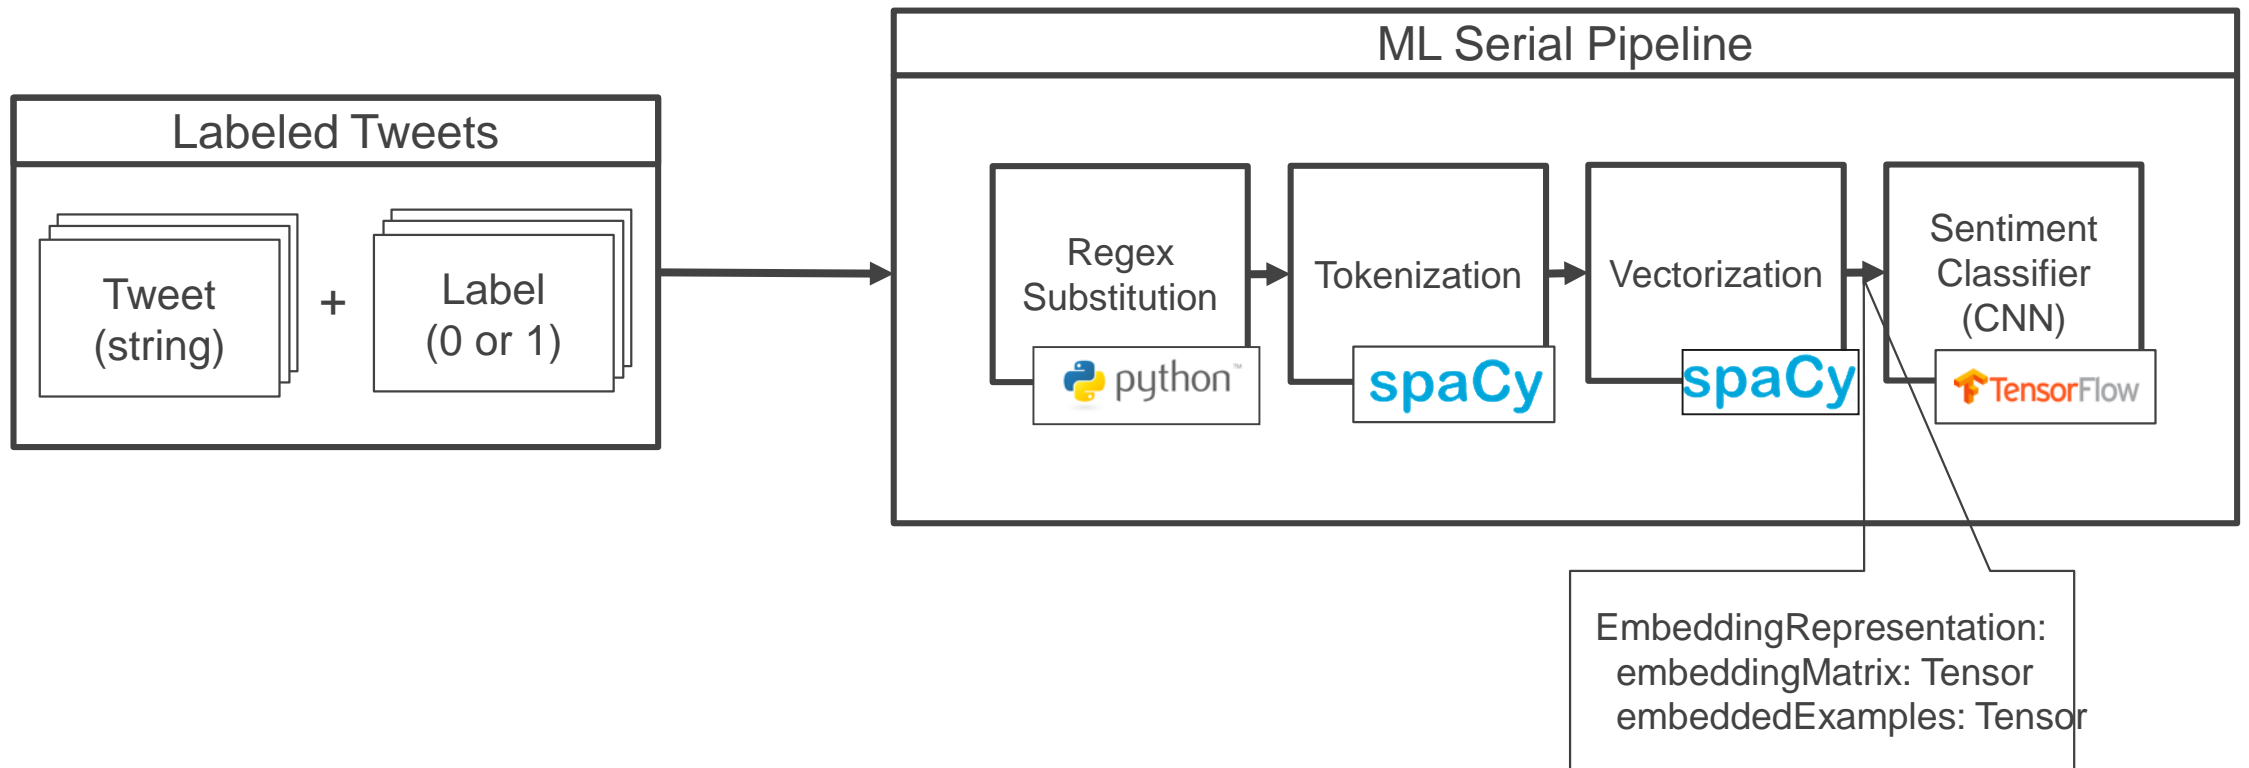 ML Serial Pipeline
Labeled Tweets
Tweet
(string)
+
Label
(0 or 1)
Regex
Substitution
python™
Tokenization
spaCy
Vectorization
spaCy
Sentiment
Classifier
(CNN)
TensorFlow
EmbeddingRepresentation:
embeddingMatrix: Tensor
embeddedExamples: Tensor